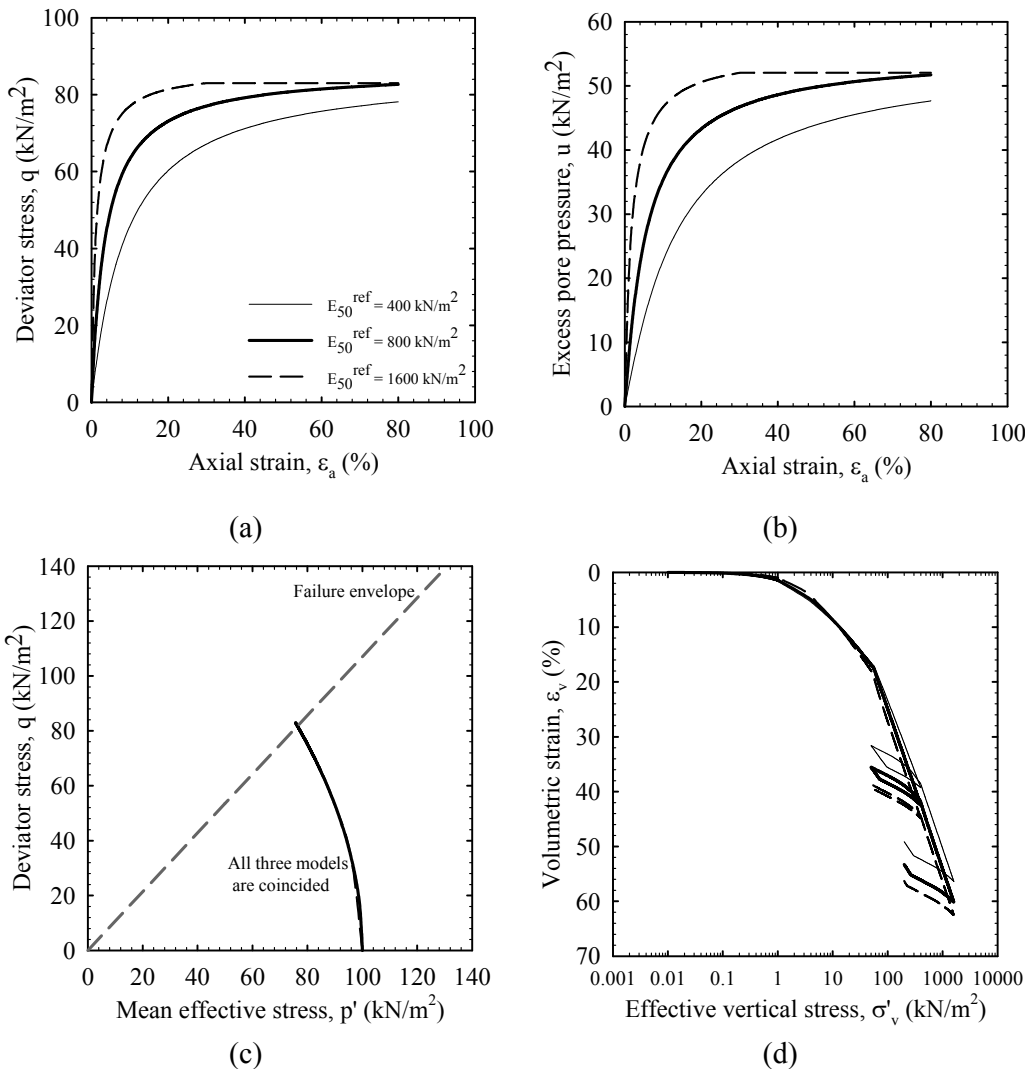 100
80
60
40
20
0
0 20 40 60 80 100
Deviator stress, q (kN/m²)
Axial strain, εₐ (%)
E₅₀ʳᵉᶠ = 400 kN/m²
E₅₀ʳᵉᶠ = 800 kN/m²
E₅₀ʳᵉᶠ = 1600 kN/m²
(a)
60
50
40
30
20
10
0
0 20 40 60 80 100
Excess pore pressure, u (kN/m²)
Axial strain, εₐ (%)
(b)
140
120
100
80
60
40
20
0
0 20 40 60 80 100 120 140
Deviator stress, q (kN/m²)
Failure envelope
All three models
are coincided
Mean effective stress, p' (kN/m²)
(c)
0
10
20
30
40
50
60
70
0.001 0.01 0.1 1 10 100 1000 10000
Volumetric strain, εᵥ (%)
Effective vertical stress, σ'ᵥ (kN/m²)
(d)